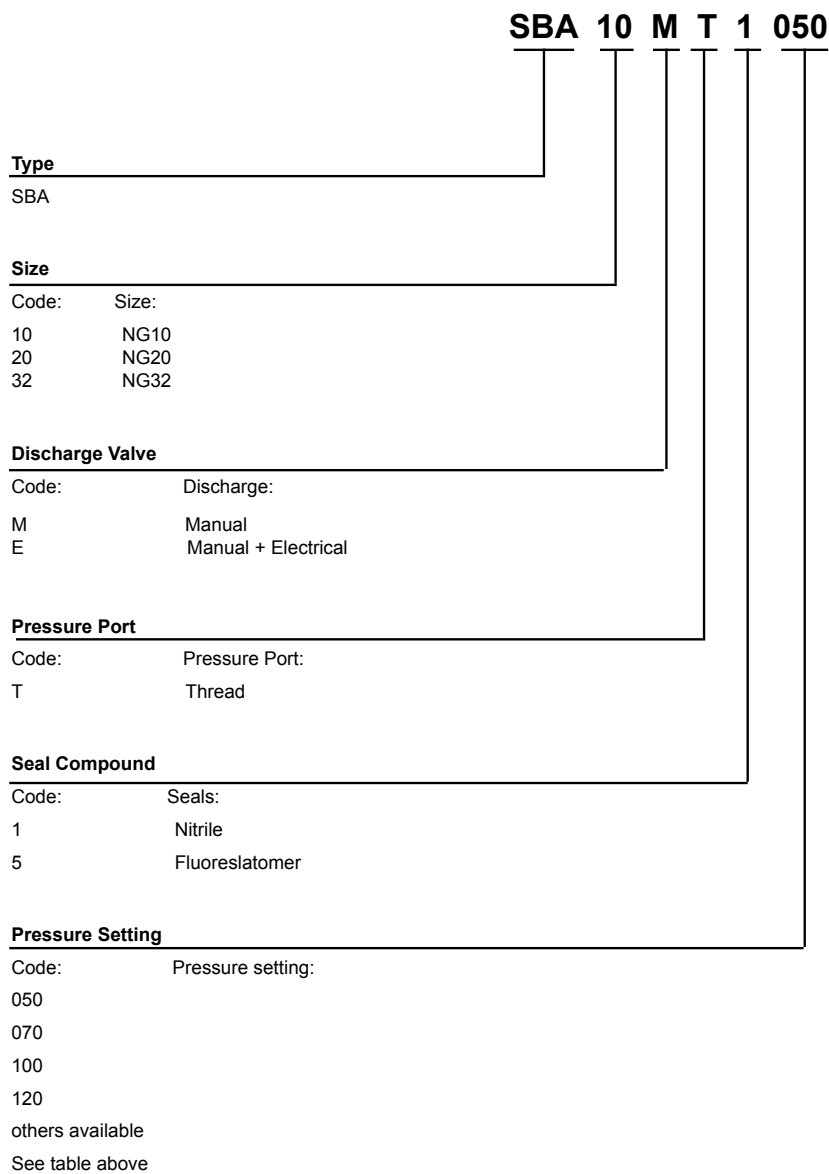 SBA 10 M T 1 050
Type
SBA
Size
Code: Size:
10 NG10
20 NG20
32 NG32
Discharge Valve
Code: Discharge:
M Manual
E Manual + Electrical
Pressure Port
Code: Pressure Port:
T Thread
Seal Compound
Code: Seals:
1 Nitrile
5 Fluoreslatomer
Pressure Setting
Code: Pressure setting:
050
070
100
120
others available
See table above